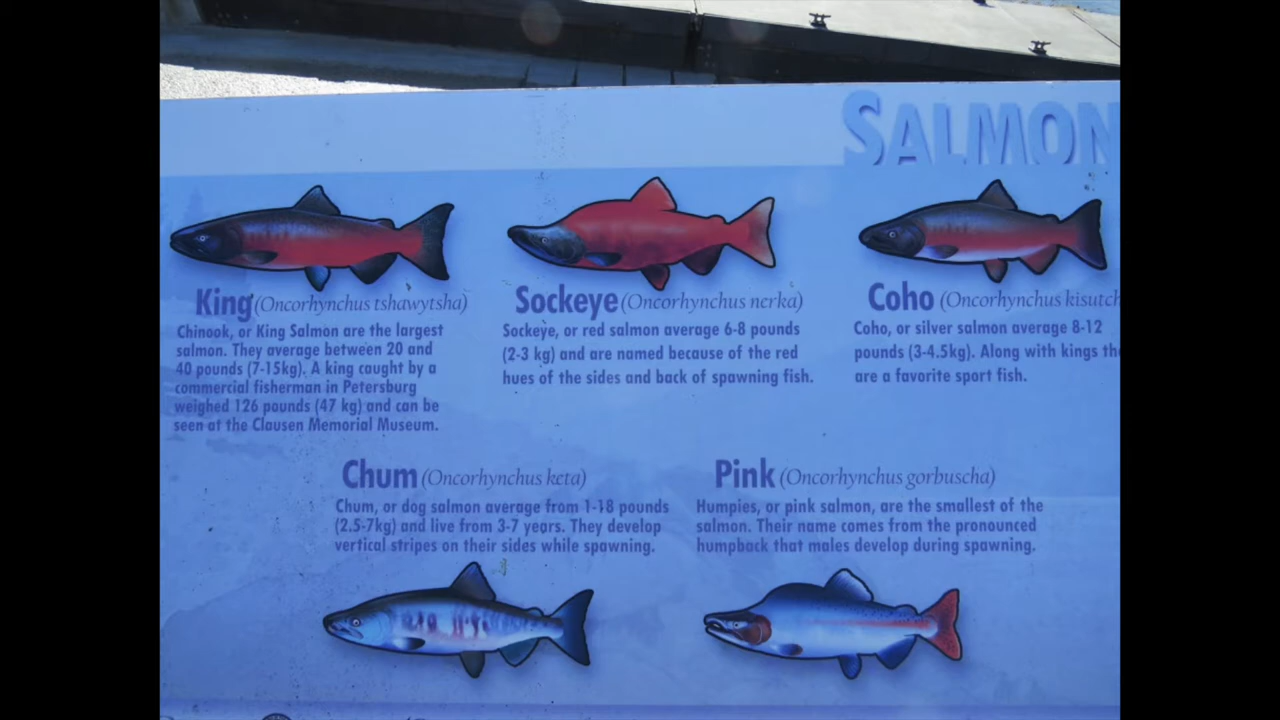 SALMON
King (Oncorhynchus tshawytsha)
Chinook, or King Salmon are the largest
salmon. They average between 20 and
40 pounds (7-15kg). A king caught by a
commercial fisherman in Petersburg
weighed 126 pounds (47 kg) and can be
seen at the Clausen Memorial Museum.
Sockeye (Oncorhynchus nerka)
Sockeye, or red salmon average 6-8 pounds
(2-3 kg) and are named because of the red
hues of the sides and back of spawning fish.
Coho (Oncorhynchus kisutch
Coho, or silver salmon average 8-12
pounds (3-4.5kg). Along with kings the
are a favorite sport fish.
Chum (Oncorhynchus keta)
Chum, or dog salmon average from 1-18 pounds
(2.5-7kg) and live from 3-7 years. They develop
vertical stripes on their sides while spawning.
Pink (Oncorhynchus gorbuscha)
Humpies, or pink salmon, are the smallest of the
salmon. Their name comes from the pronounced
humpback that males develop during spawning.